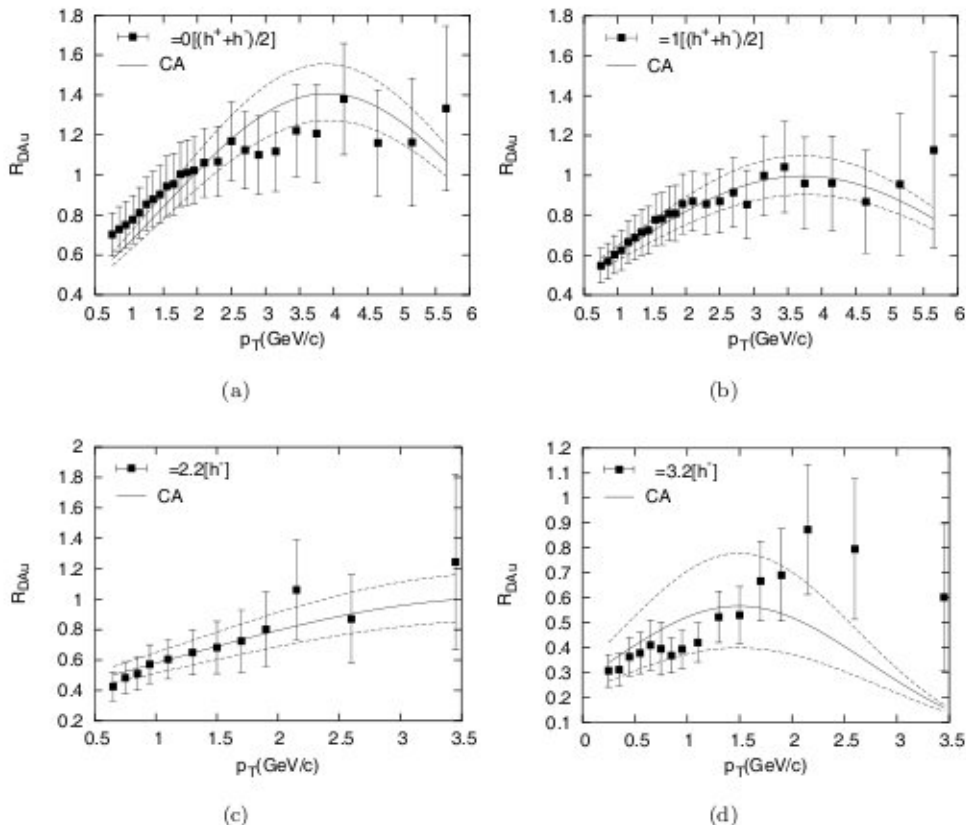 1.8
1.6
1.4
1.2
1
0.8
0.6
0.4
R_DAu
=0[(h⁺+h⁻)/2]
CA
0.5 1 1.5 2 2.5 3 3.5 4 4.5 5 5.5 6
p_T(GeV/c)
(a)
1.8
1.6
1.4
1.2
1
0.8
0.6
0.4
R_DAu
=1[(h⁺+h⁻)/2]
CA
0.5 1 1.5 2 2.5 3 3.5 4 4.5 5 5.5 6
p_T(GeV/c)
(b)
2
1.8
1.6
1.4
1.2
1
0.8
0.6
0.4
0.2
R_DAu
=2.2[h⁻]
CA
0.5 1 1.5 2 2.5 3 3.5
p_T(GeV/c)
(c)
1.2
1.1
1
0.9
0.8
0.7
0.6
0.5
0.4
0.3
0.2
0.1
R_DAu
=3.2[h⁻]
CA
0 0.5 1 1.5 2 2.5 3 3.5
p_T(GeV/c)
(d)